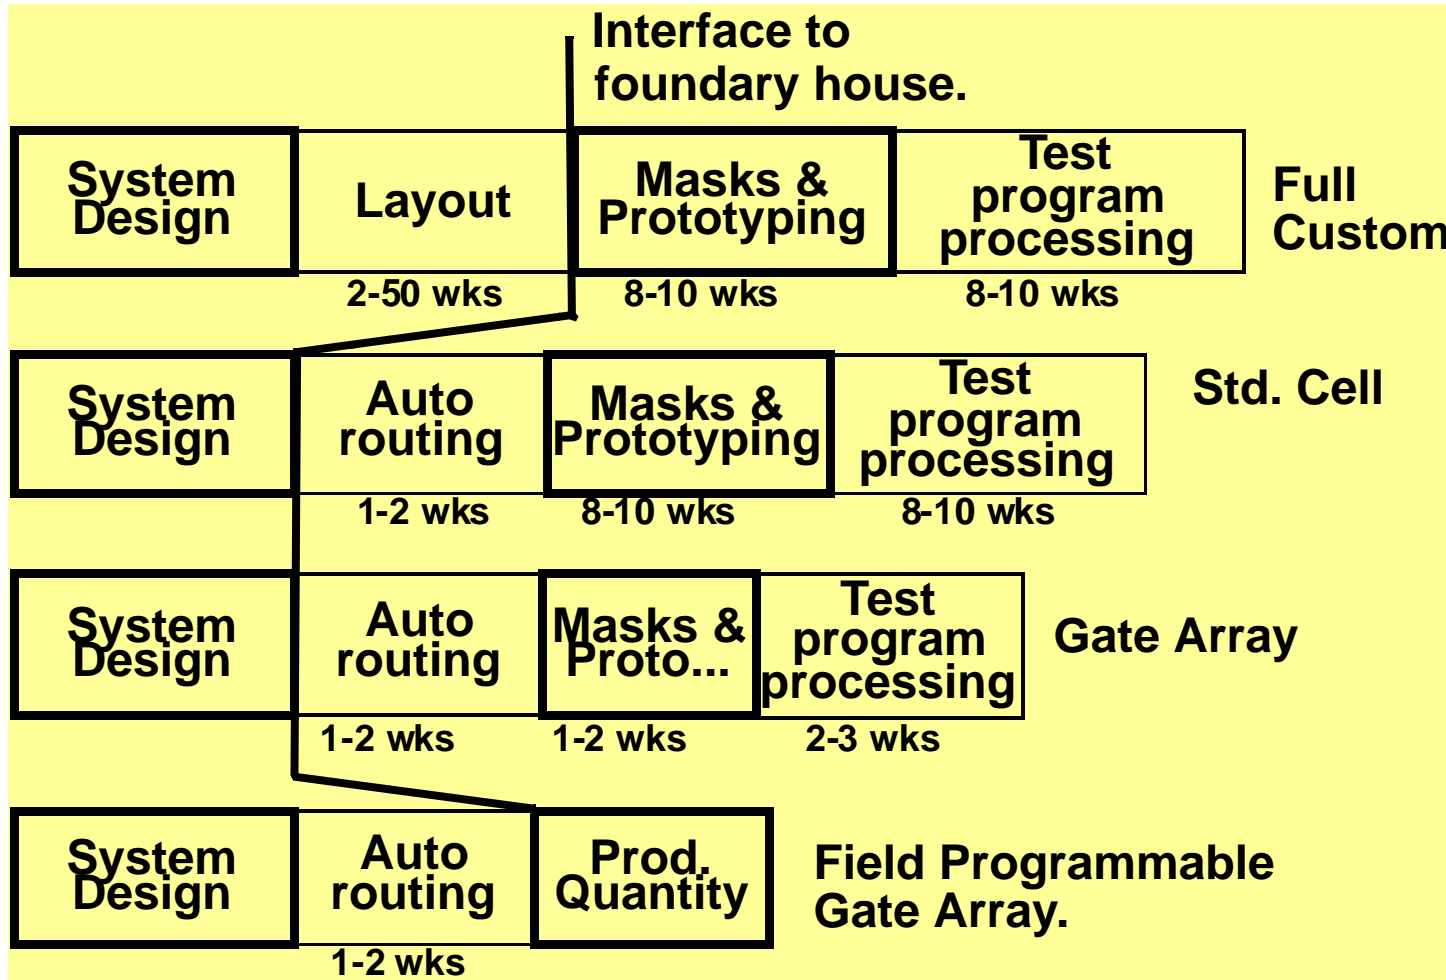 Interface to
foundary house.
System
Design
Layout
Masks &
Prototyping
Test
program
processing
Full
Custom
2-50 wks
8-10 wks
8-10 wks
System
Design
Auto
routing
Masks &
Prototyping
Test
program
processing
Std. Cell
1-2 wks
8-10 wks
8-10 wks
System
Design
Auto
routing
Masks &
Proto...
Test
program
processing
Gate Array
1-2 wks
1-2 wks
2-3 wks
System
Design
Auto
routing
Prod.
Quantity
Field Programmable
Gate Array.
1-2 wks